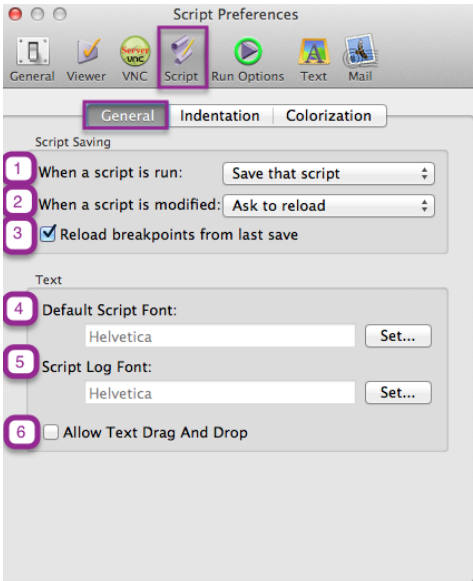 Script Preferences
Server
VNC
General Viewer VNC Script Run Options Text Mail
General Indentation Colorization
Script Saving
1 When a script is run: Save that script
2 When a script is modified: Ask to reload
3 Reload breakpoints from last save
Text
4 Default Script Font:
Helvetica Set...
5 Script Log Font:
Helvetica Set...
6 Allow Text Drag And Drop